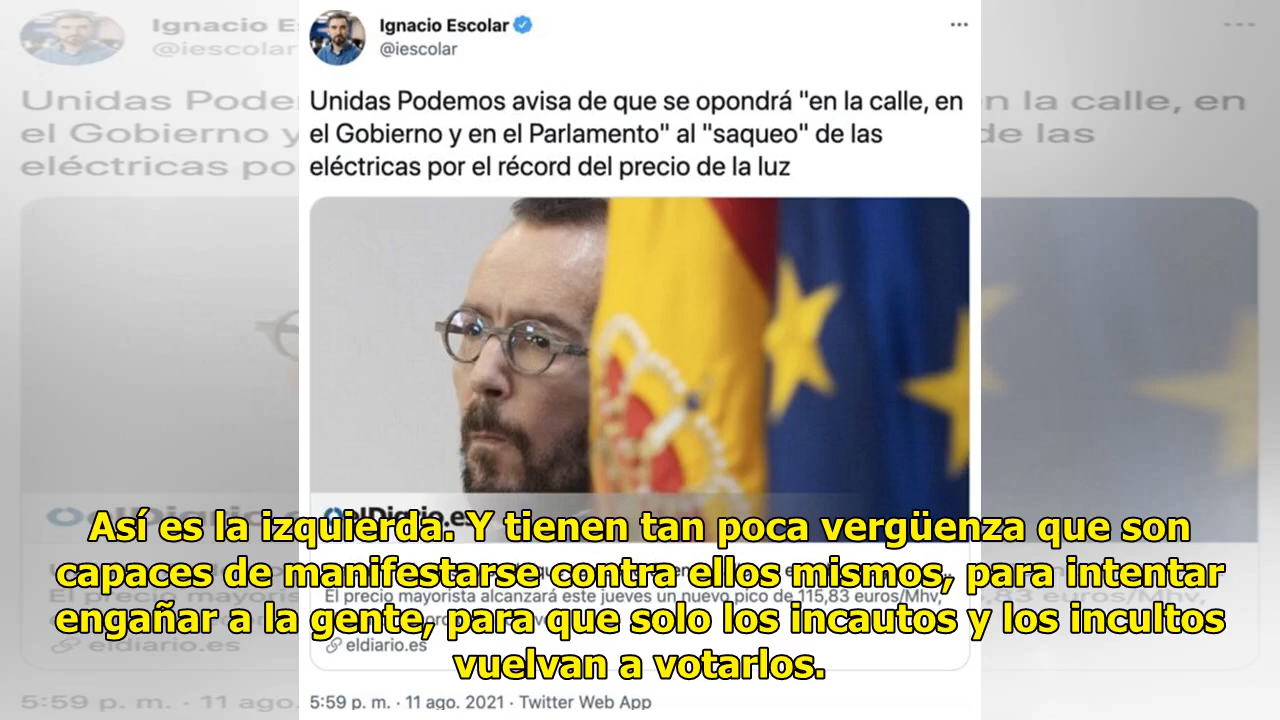 Ignacio Escolar
@iescolar
Unidas Podemos avisa de que se opondrá "en la calle, en
el Gobierno y en el Parlamento" al "saqueo" de las
eléctricas por el récord del precio de la luz
elDiario.es
Así es la izquierda. Y tienen tan poca vergüenza que son
capaces de manifestarse contra ellos mismos, para intentar
El precio mayorista alcanzará este jueves un nuevo pico de 115,83 euros/Mhv,
engañar a la gente, para que solo los incautos y los incultos
eldiario.es
vuelvan a votarlos.
5:59 p. m. · 11 ago. 2021 · Twitter Web App